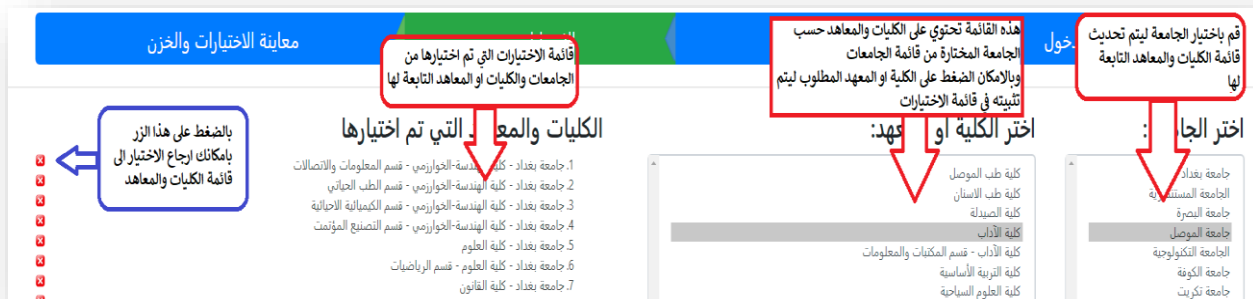 قم باختيار الجامعة ليتم تحديث
قائمة الكليات والمعاهد التابعة
لها
دخول
هذه القائمة تحتوي على الكليات والمعاهد حسب
الجامعة المختارة من قائمة الجامعات
وبالامكان الضغط على الكلية او المعهد المطلوب ليتم
تثبيته في قائمة الاختيارات
قائمة الاختيارات التي تم اختيارها من
الجامعات والكليات او المعاهد التابعة لها
معاينة الاختيارات والخزن
اختر
جامعة بغداد
الجامعة
جامعة البصرة
جامعة الموصل
الجامعة التكنولوجية
جامعة الكوفة
جامعة تكريت
اختر الكلية او
كلية طب الموصل
كلية طب الاسنان
كلية الصيدلة
كلية الآداب
كلية الآداب - قسم المكتبات والمعلومات
كلية التربية الأساسية
كلية العلوم السياحية
الكليات التي تم اختيارها
1. جامعة بغداد - كلية الهندسة-الخوارزمي - قسم المعلومات والاتصالات
2. جامعة بغداد - كلية الهندسة-الخوارزمي - قسم الطب الحياتي
3. جامعة بغداد - كلية الهندسة-الخوارزمي - قسم الكيميائية الاحيائية
4. جامعة بغداد - كلية الهندسة-الخوارزمي - قسم التصنيع المؤتمت
5. جامعة بغداد - كلية العلوم
6. جامعة بغداد - كلية العلوم - قسم الرياضيات
7. جامعة بغداد - كلية القانون
بالضغط على هذا الزر
بامكانك ارجاع الاختيار الى
قائمة الكليات والمعاهد